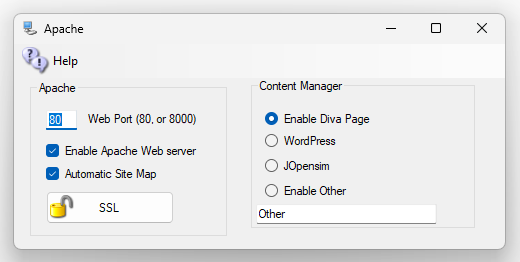 Apache
Help
Apache
80 Web Port (80, or 8000)
Enable Apache Web server
Automatic Site Map
SSL
Content Manager
Enable Diva Page
WordPress
JOpensim
Enable Other
Other